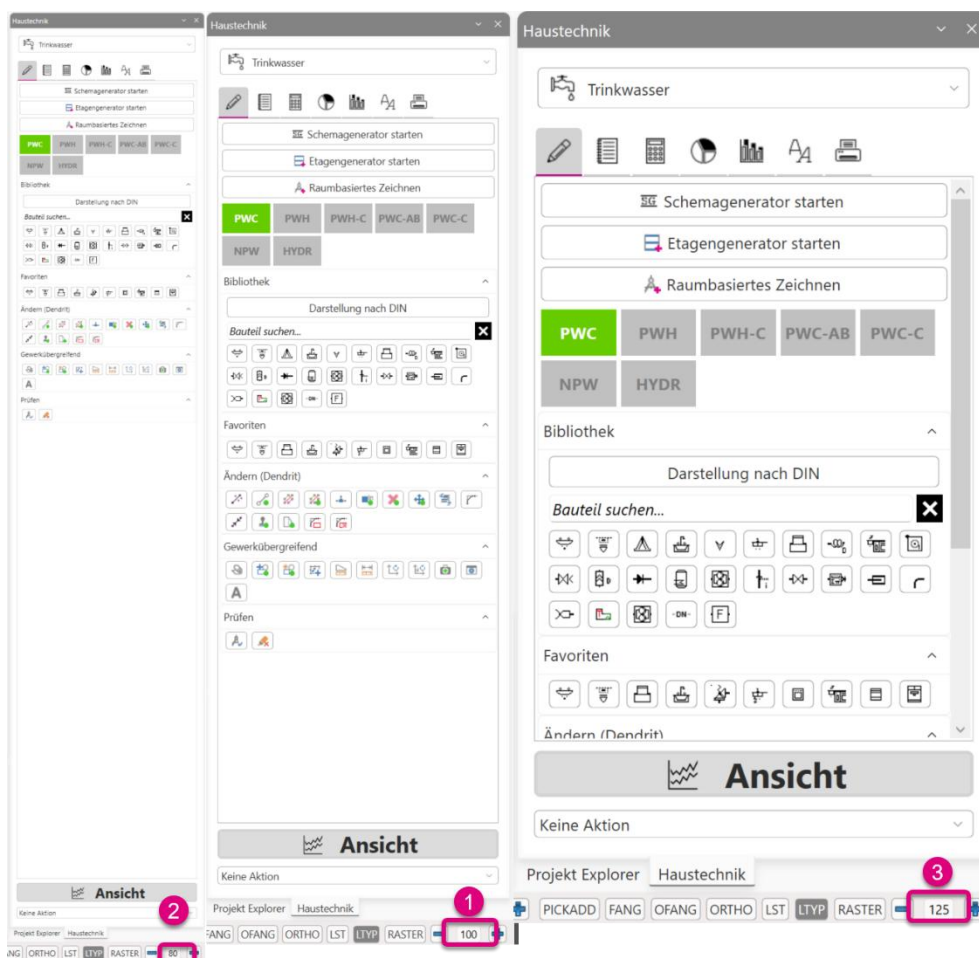 Haustechnik
Trinkwasser
Schemagenerator starten
Etagengenerator starten
Raumbasiertes Zeichnen
PWC PWH PWH-C PWC-AB PWC-C
NPW HYDR
Bibliothek
Darstellung nach DIN
Bauteil suchen...
Favoriten
Ändern (Dendrit)
Gewerkübergreifend
A
Prüfen
Ansicht
2
Keine Aktion
Projekt Explorer Haustechnik
NG ORTHO LST LTYP RASTER 80
Haustechnik
Trinkwasser
SG Schemagenerator starten
Etagengenerator starten
Raumbasiertes Zeichnen
PWC PWH PWH-C PWC-AB PWC-C
NPW HYDR
Bibliothek
Darstellung nach DIN
Bauteil suchen...
-DN- F
Favoriten
Ändern (Dendrit)
Gewerkübergreifend
A
Prüfen
Ansicht
Keine Aktion
1
Projekt Explorer Haustechnik
FANG OFANG ORTHO LST LTYP RASTER 100
Haustechnik
Trinkwasser
SG Schemagenerator starten
Etagengenerator starten
Raumbasiertes Zeichnen
PWC PWH PWH-C PWC-AB PWC-C
NPW HYDR
Bibliothek
Darstellung nach DIN
Bauteil suchen...
-DN- F
Favoriten
Ändern (Dendrit)
Ansicht
Keine Aktion
Projekt Explorer Haustechnik
3
PICKADD FANG OFANG ORTHO LST LTYP RASTER 125